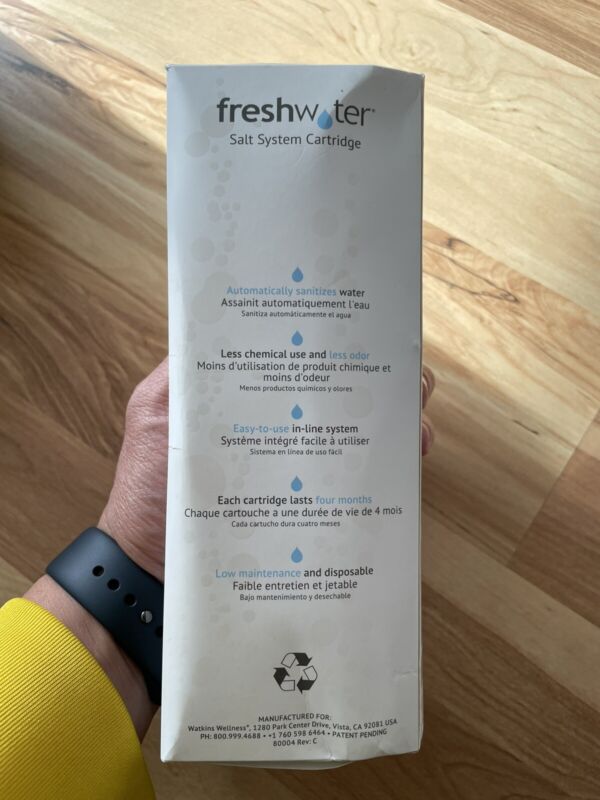 freshwater®
Salt System Cartridge
Automatically sanitizes water
Assainit automatiquement l'eau
Sanitiza automáticamente el agua
Less chemical use and less odor
Moins d'utilisation de produit chimique et
moins d'odeur
Menos productos químicos y olores
Easy-to-use in-line system
Système intégré facile à utiliser
Sistema en línea de uso fácil
Each cartridge lasts four months
Chaque cartouche a une durée de vie de 4 mois
Cada cartucho dura cuatro meses
Low maintenance and disposable
Faible entretien et jetable
Bajo mantenimiento y desechable
MANUFACTURED FOR:
Watkins Wellness®, 1280 Park Center Drive, Vista, CA 92081 USA
PH: 800.999.4688 • +1 760 598 6464 • PATENT PENDING
80004 Rev: C